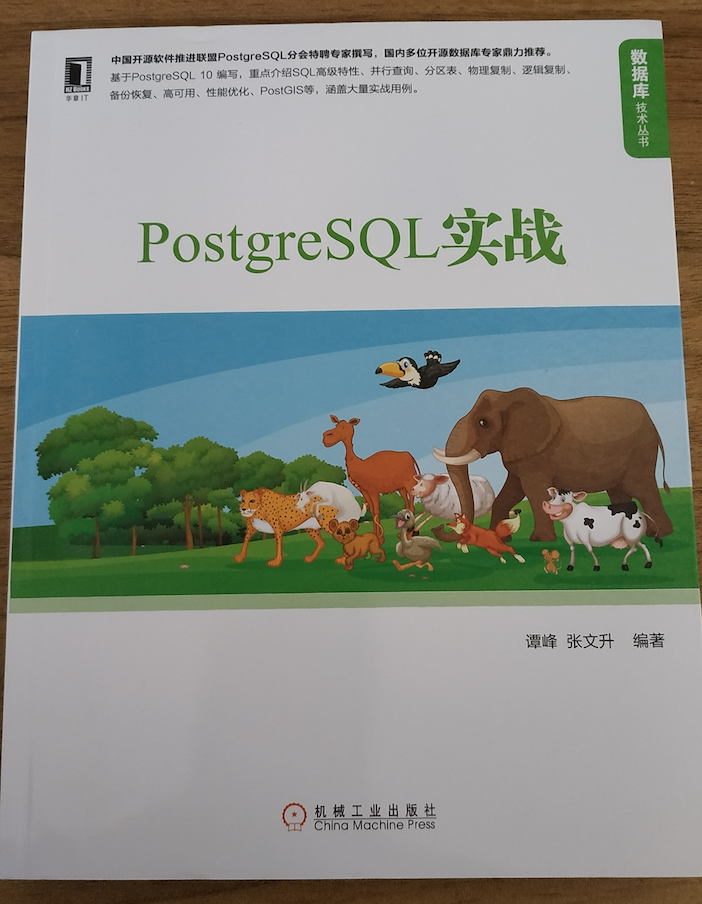 中国开源软件推进联盟PostgreSQL分会特聘专家撰写，国内多位开源数据库专家鼎力推荐。
基于PostgreSQL 10 编写，重点介绍SQL高级特性、并行查询、分区表、物理复制、逻辑复制、
备份恢复、高可用、性能优化、PostGIS等，涵盖大量实战用例。
HZ Books
华章IT
数据库
技术丛书
PostgreSQL实战
谭峰 张文升 编著
机械工业出版社
China Machine Press